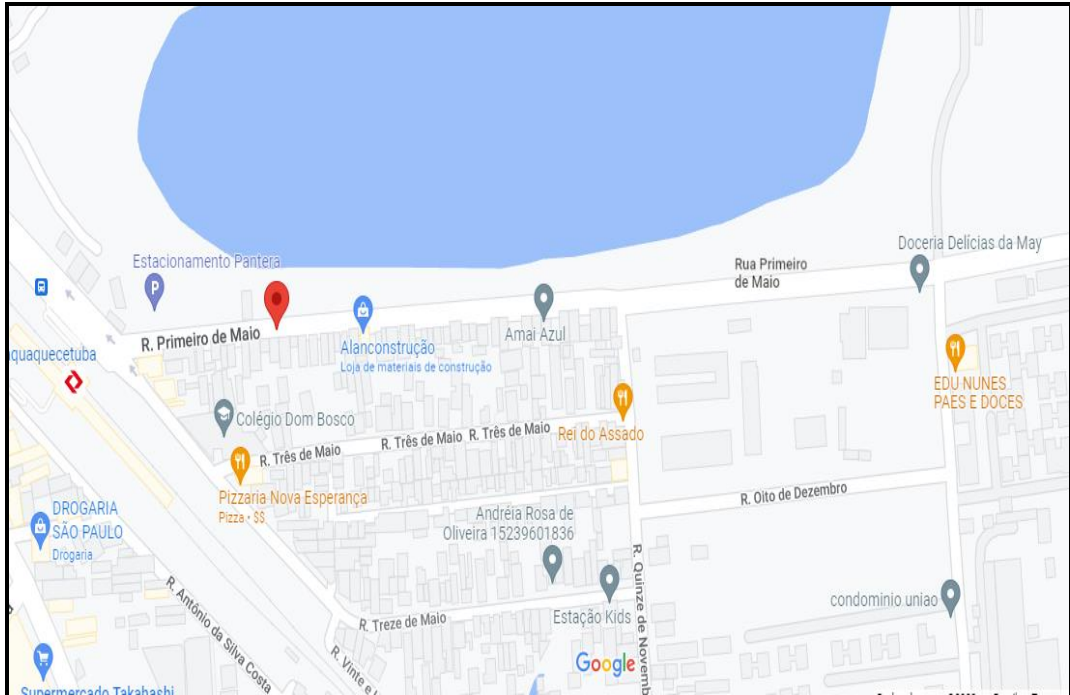 Doceria Delícias da May
Estacionamento Pantera
P
Rua Primeiro
de Maio
R. Primeiro de Maio
Amai Azul
Alanconstrução
Loja de materiais de construção
aquaquecetuba
EDU NUNES
PAES E DOCES
Colégio Dom Bosco
R. Três de Maio
R. Três de Maio
R. Três de Maio
Rei do Assado
Pizzaria Nova Esperança
Pizza · $$
R. Oito de Dezembro
DROGARIA
SÃO PAULO
Drogaria
Andréia Rosa de
Oliveira 15239601836
R. Antônio da Silva Costa
R. Quinze de Novemb
condominio uniao
Estação Kids
R. Treze de Maio
R. Vinte e
Google
Supermercado Takahashi